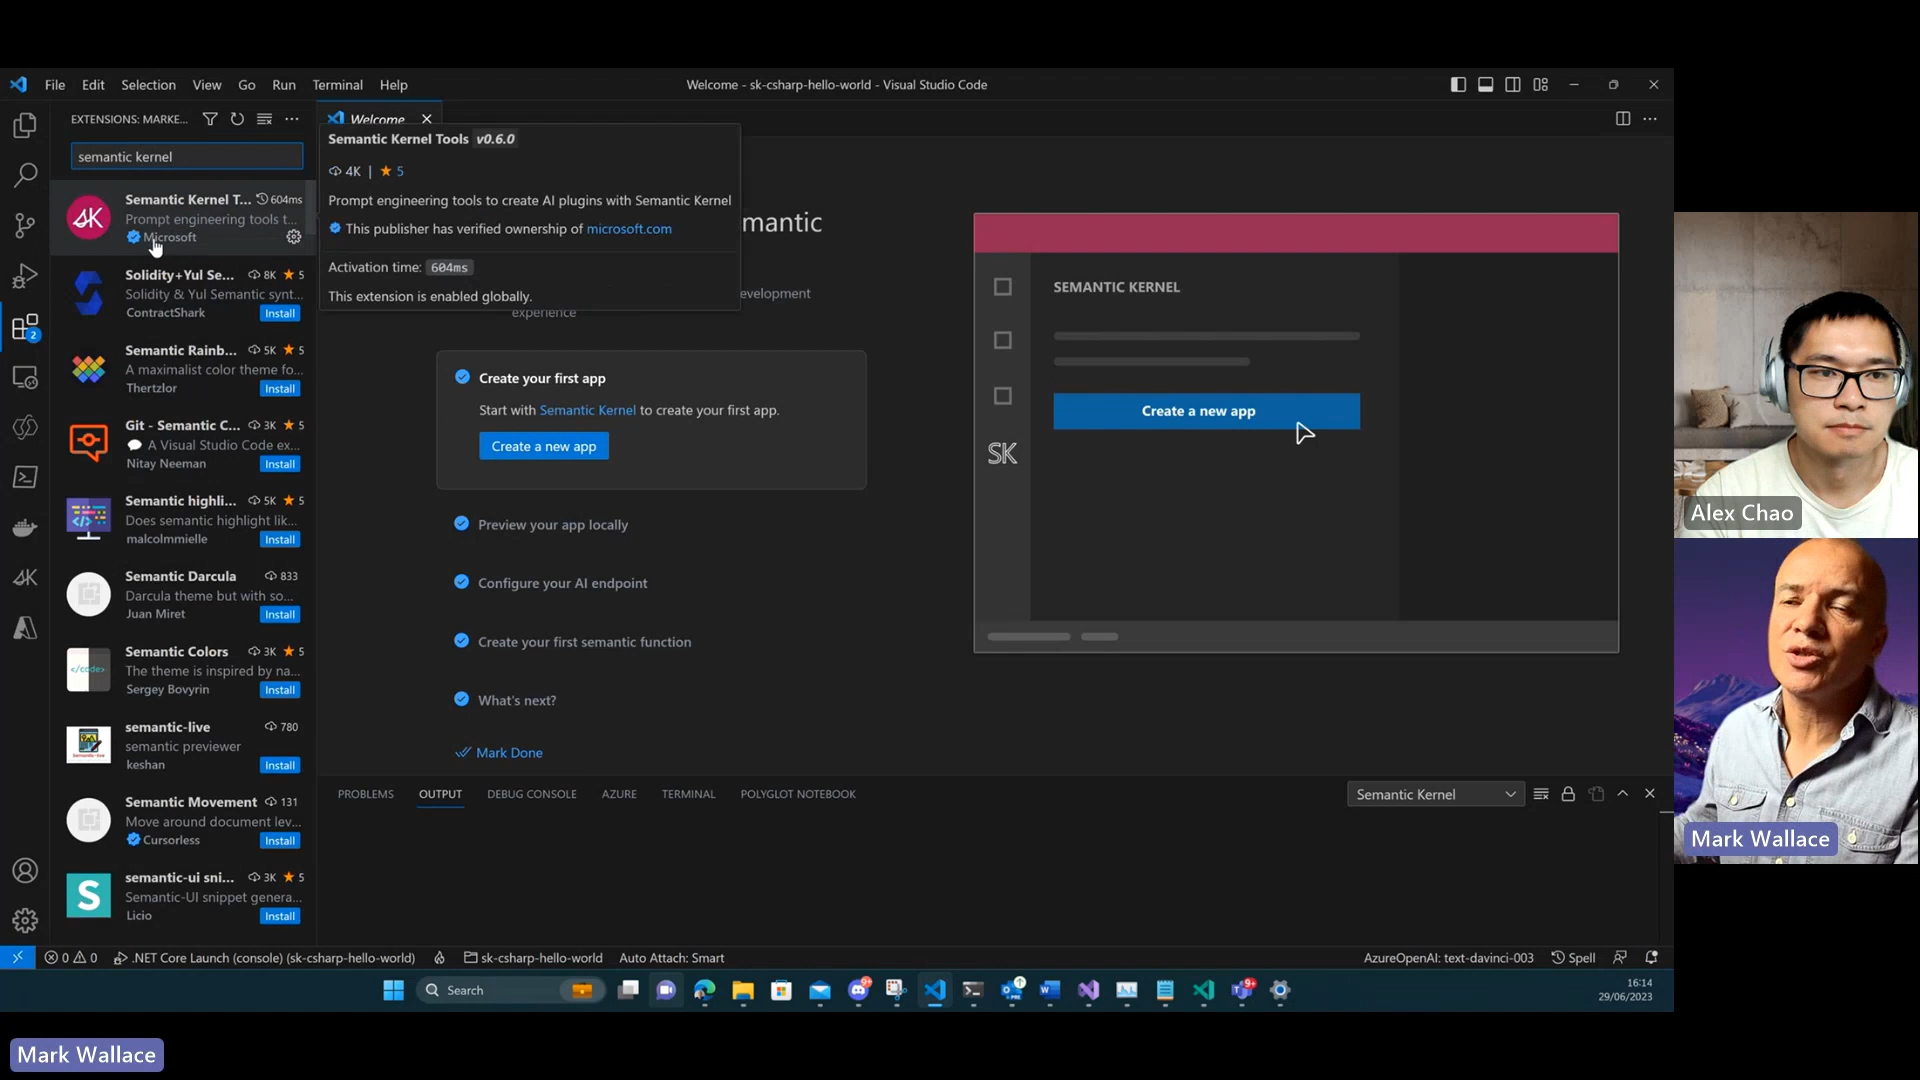 File Edit Selection View Go Run Terminal Help
Welcome - sk-csharp-hello-world - Visual Studio Code
EXTENSIONS: MARKE...
semantic kernel
Semantic Kernel T... 604ms
Prompt engineering tools t...
Microsoft
Solidity+Yul Se... 8K 5
Solidity & Yul Semantic synt...
ContractShark Install
Semantic Rainb... 5K 5
A maximalist color theme fo...
Thertzlor Install
Git - Semantic C... 3K 5
A Visual Studio Code ex...
Nitay Neeman Install
Semantic highli... 5K 5
Does semantic highlight lik...
malcolmmielle Install
Semantic Darcula 833
Darcula theme but with so...
Juan Miret Install
Semantic Colors 3K 5
The theme is inspired by na...
Sergey Bovyrin Install
semantic-live 780
semantic previewer
keshan Install
Semantic Movement 131
Move around document lev...
Cursorless Install
semantic-ui sni... 3K 5
Semantic-UI snippet genera...
Licio Install
2
Welcome
Semantic Kernel Tools v0.6.0
4K | 5
Prompt engineering tools to create AI plugins with Semantic Kernel
This publisher has verified ownership of microsoft.com
Activation time: 604ms
This extension is enabled globally.
mantic
evelopment
experience
Create your first app
Start with Semantic Kernel to create your first app.
Create a new app
Preview your app locally
Configure your AI endpoint
Create your first semantic function
What's next?
Mark Done
SEMANTIC KERNEL
Create a new app
SK
PROBLEMS OUTPUT DEBUG CONSOLE AZURE TERMINAL POLYGLOT NOTEBOOK
Semantic Kernel
0 0 .NET Core Launch (console) (sk-csharp-hello-world) sk-csharp-hello-world Auto Attach: Smart
AzureOpenAI: text-davinci-003 Spell
Search
16:14
29/06/2023
Alex Chao
Mark Wallace
Mark Wallace